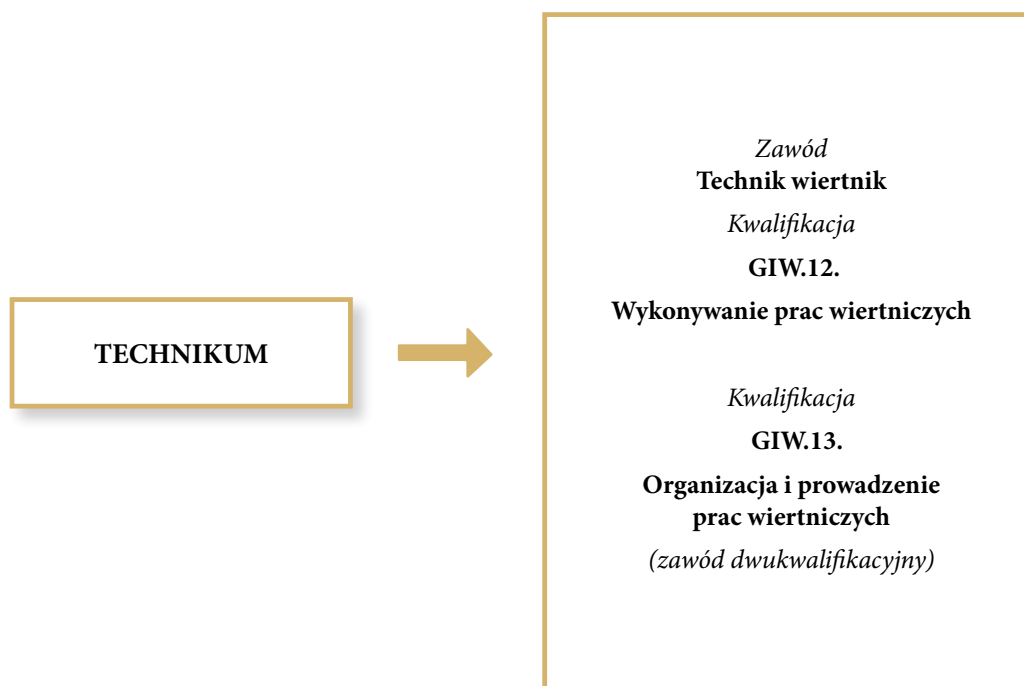 TECHNIKUM
Zawód
Technik wiertnik
Kwalifikacja
GIW.12.
Wykonywanie prac wiertniczych
Kwalifikacja
GIW.13.
Organizacja i prowadzenie
prac wiertniczych
(zawód dwukwalifikacyjny)